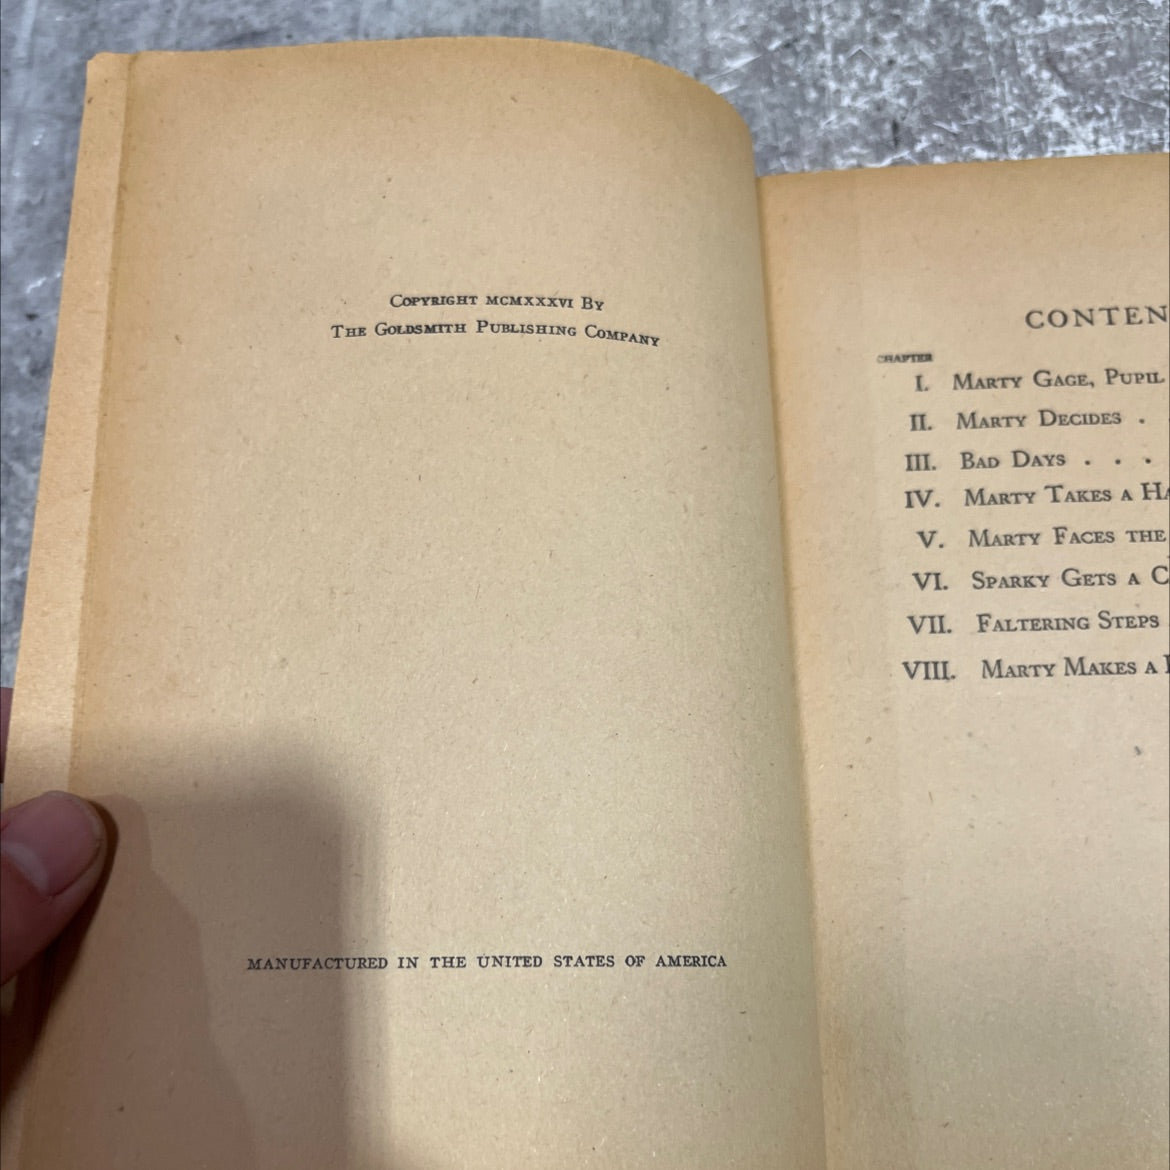 Copyright MCMXXXVI By
The Goldsmith Publishing Company
MANUFACTURED IN THE UNITED STATES OF AMERICA
CONTEN
CHAPTER
I. Marty Gage, Pupil
II. Marty Decides . .
III. Bad Days . . .
IV. Marty Takes a Ha
V. Marty Faces the
VI. Sparky Gets a C
VII. Faltering Steps
VIII. Marty Makes a